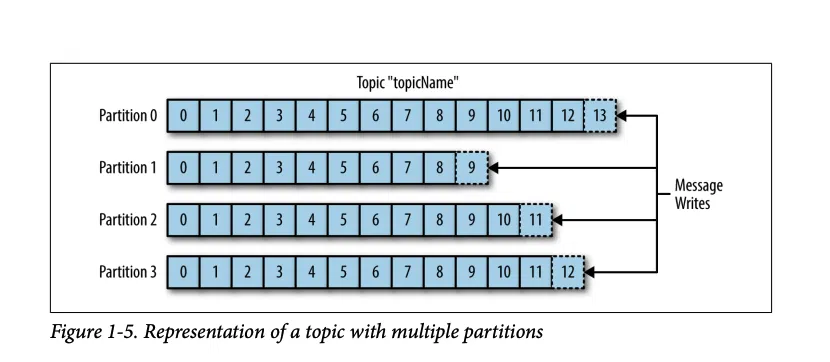 Topic "topicName"
Partition 0 0 1 2 3 4 5 6 7 8 9 10 11 12 13
Partition 1 0 1 2 3 4 5 6 7 8 9
Partition 2 0 1 2 3 4 5 6 7 8 9 10 11
Partition 3 0 1 2 3 4 5 6 7 8 9 10 11 12
Message
Writes
Figure 1-5. Representation of a topic with multiple partitions